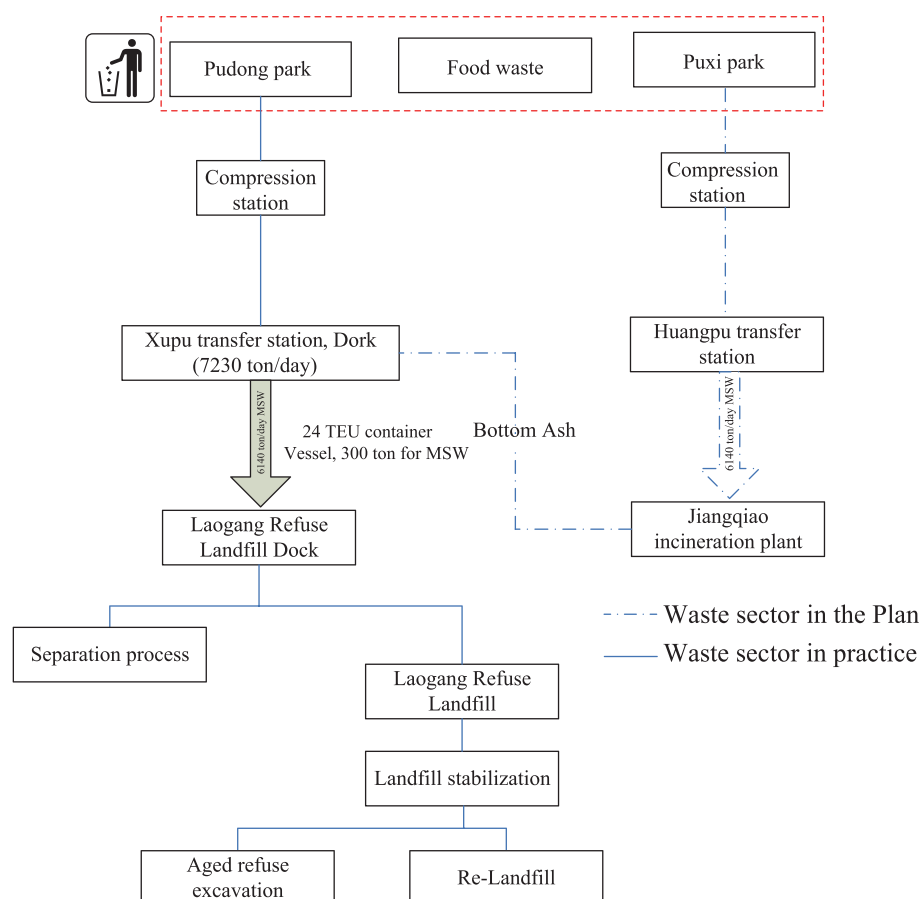 Pudong park
Food waste
Puxi park
Compression
station
Compression
station
Xupu transfer station, Dork
(7230 ton/day)
Huangpu transfer
station
6140 ton/day MSW
24 TEU container
Vessel, 300 ton for MSW
Bottom Ash
6140 ton/day MSW
Laogang Refuse
Landfill Dock
Jiangqiao
incineration plant
Waste sector in the Plan
Waste sector in practice
Separation process
Laogang Refuse
Landfill
Landfill stabilization
Aged refuse
excavation
Re-Landfill